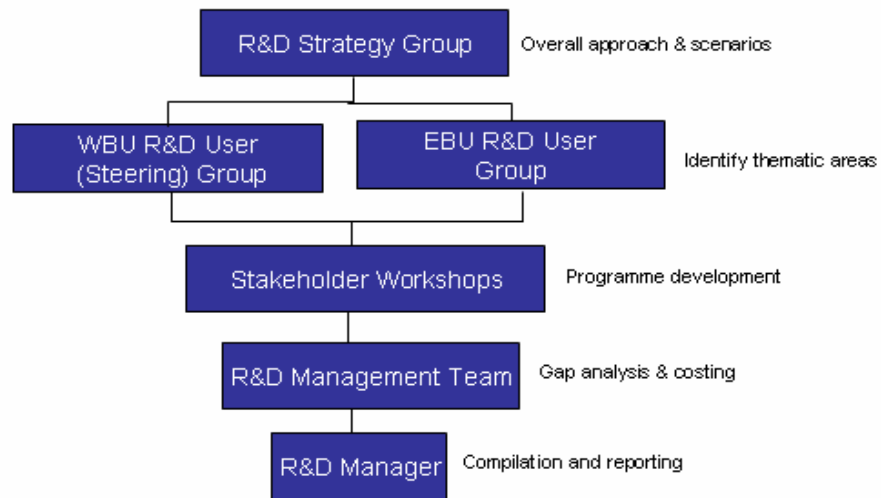 R&D Strategy Group
Overall approach & scenarios
WBU R&D User
(Steering) Group
EBU R&D User
Group
Identify thematic areas
Stakeholder Workshops
Programme development
R&D Management Team
Gap analysis & costing
R&D Manager
Compilation and reporting